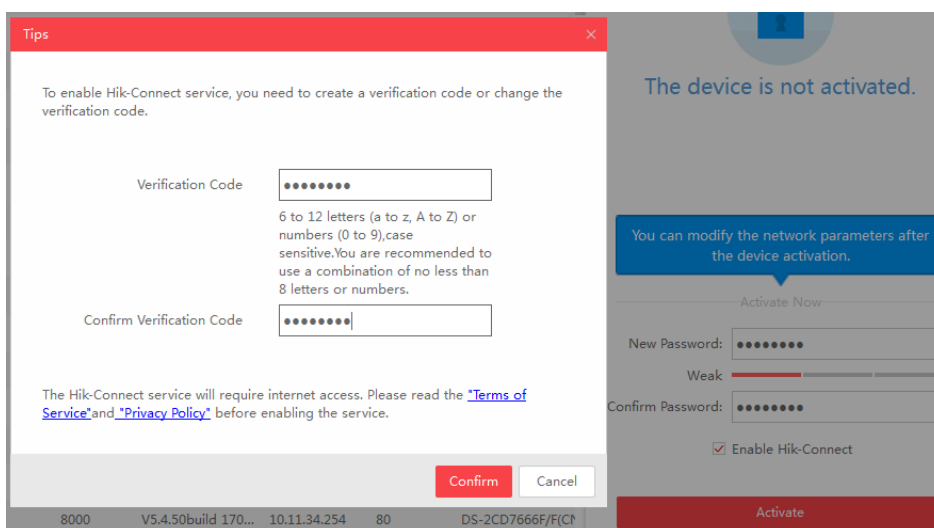 Tips
To enable Hik-Connect service, you need to create a verification code or change the
verification code.
Verification Code
6 to 12 letters (a to z, A to Z) or
numbers (0 to 9),case
sensitive.You are recommended to
use a combination of no less than
8 letters or numbers.
Confirm Verification Code
The Hik-Connect service will require internet access. Please read the "Terms of
Service"and "Privacy Policy" before enabling the service.
Confirm
Cancel
The device is not activated.
You can modify the network parameters after
the device activation.
Activate Now
New Password:
Weak
Confirm Password:
Enable Hik-Connect
Activate
8000 V5.4.50build 170... 10.11.34.254 80 DS-2CD7666F/F(CN